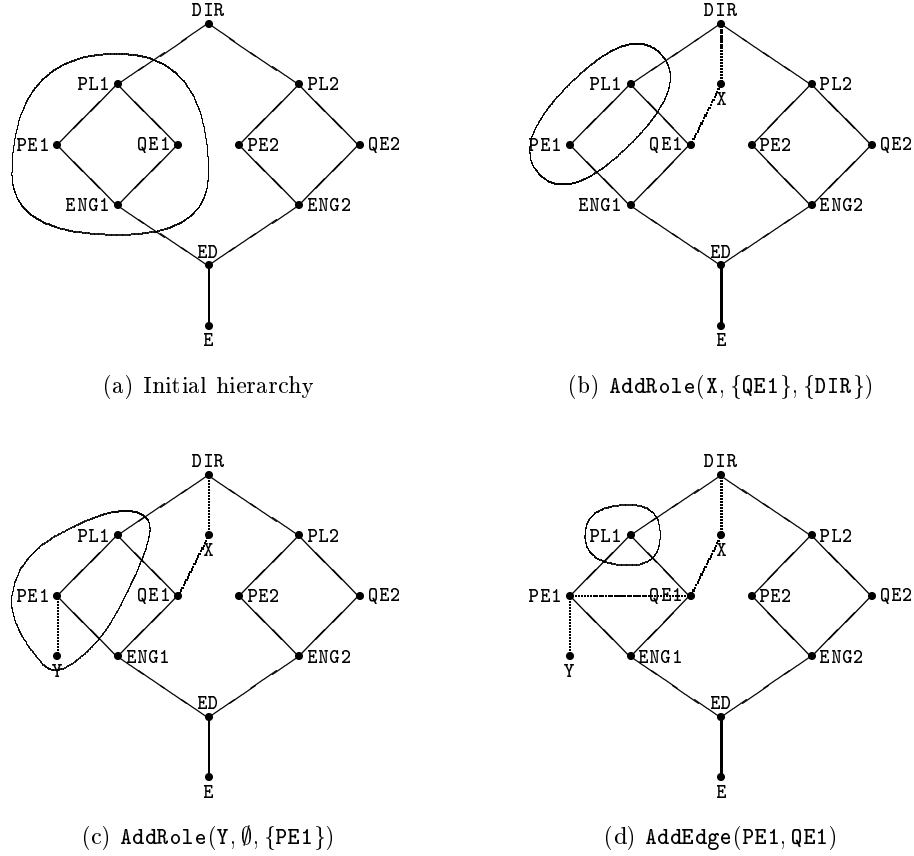 DIR
DIR
PL1
PL2
PL1
X
PL2
PE1
QE1
PE2
QE2
PE1
QE1
PE2
QE2
ENG1
ENG2
ENG1
ENG2
ED
ED
E
E
(a) Initial hierarchy
(b) AddRole(X, {QE1}, {DIR})
DIR
DIR
PL1
X
PL2
PL1
X
PL2
PE1
QE1
PE2
QE2
PE1
QE1
PE2
QE2
Y
ENG1
ENG2
Y
ENG1
ENG2
ED
ED
E
E
(c) AddRole(Y, ∅, {PE1})
(d) AddEdge(PE1, QE1)